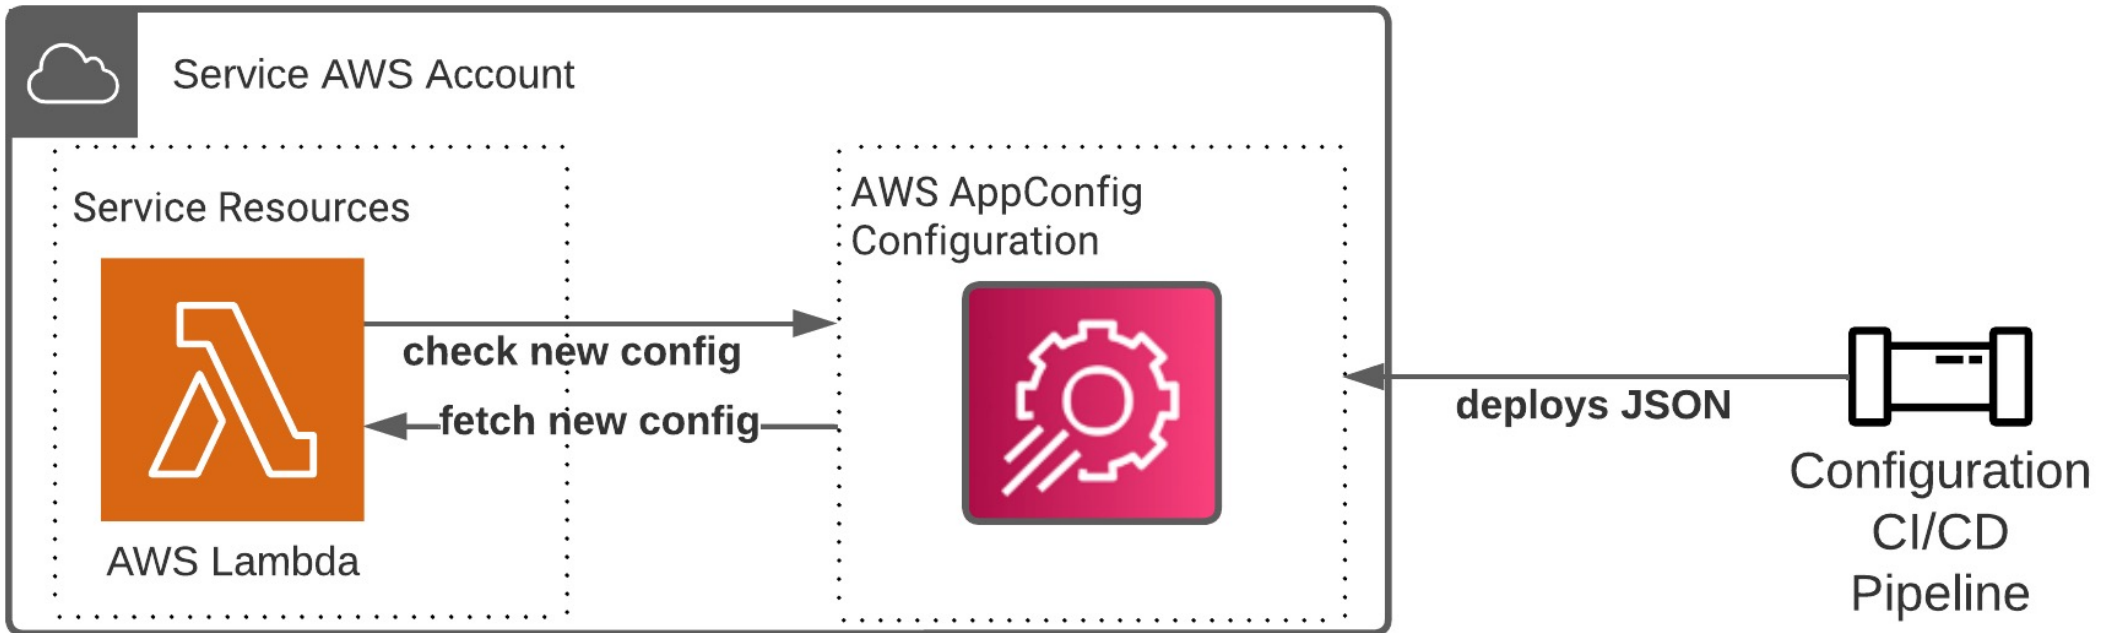 Service AWS Account
Service Resources
AWS AppConfig
Configuration
check new config
fetch new config
deploys JSON
AWS Lambda
Configuration
CI/CD
Pipeline